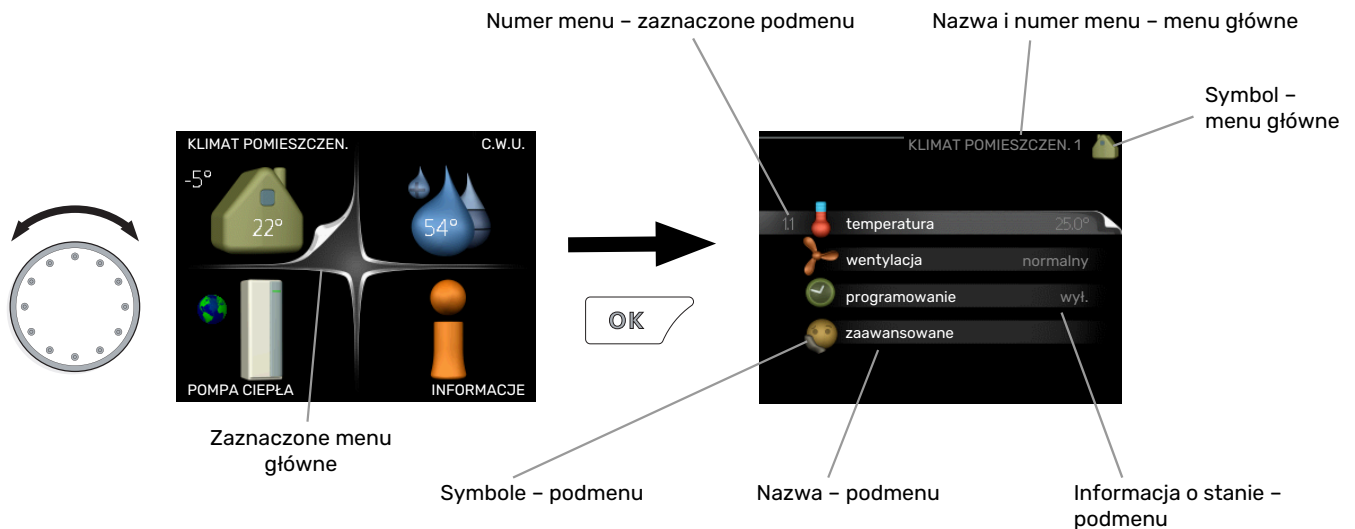 Numer menu – zaznaczone podmenu
Nazwa i numer menu – menu główne
Symbol –
menu główne
KLIMAT POMIESZCZEN.
C.W.U.
-5°
22°
54°
POMPA CIEPŁA
INFORMACJE
Zaznaczone menu
główne
OK
KLIMAT POMIESZCZEN. 1
1.1 temperatura 25.0°
wentylacja normalny
programowanie wył.
zaawansowane
Symbole – podmenu
Nazwa – podmenu
Informacja o stanie –
podmenu